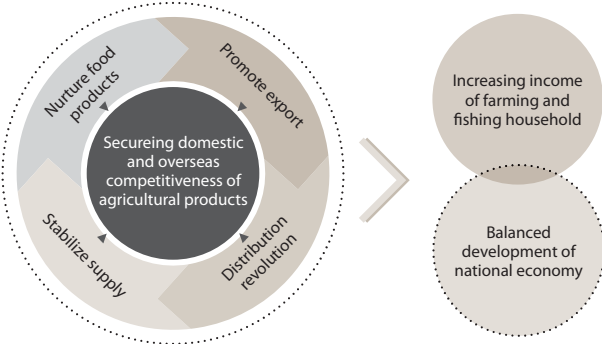 Nurture food
products
Promote export
Secureing domestic
and overseas
competitiveness of
agricultural products
Stabilize supply
Distribution
revolution
Increasing income
of farming and
fishing household
Balanced
development of
national economy